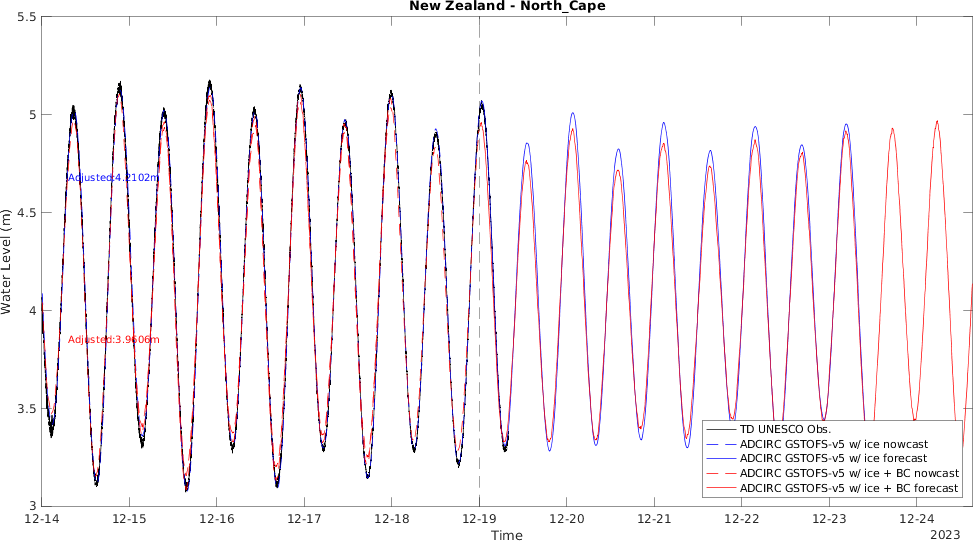 New Zealand - North_Cape
5.5
5
4.5
4
3.5
3
Water Level (m)
Adjusted:4.2102m
Adjusted:3.9606m
TD UNESCO Obs.
ADCIRC GSTOFS-v5 w/ ice nowcast
ADCIRC GSTOFS-v5 w/ ice forecast
ADCIRC GSTOFS-v5 w/ ice + BC nowcast
ADCIRC GSTOFS-v5 w/ ice + BC forecast
12-14 12-15 12-16 12-17 12-18 12-19 12-20 12-21 12-22 12-23 12-24
Time
2023